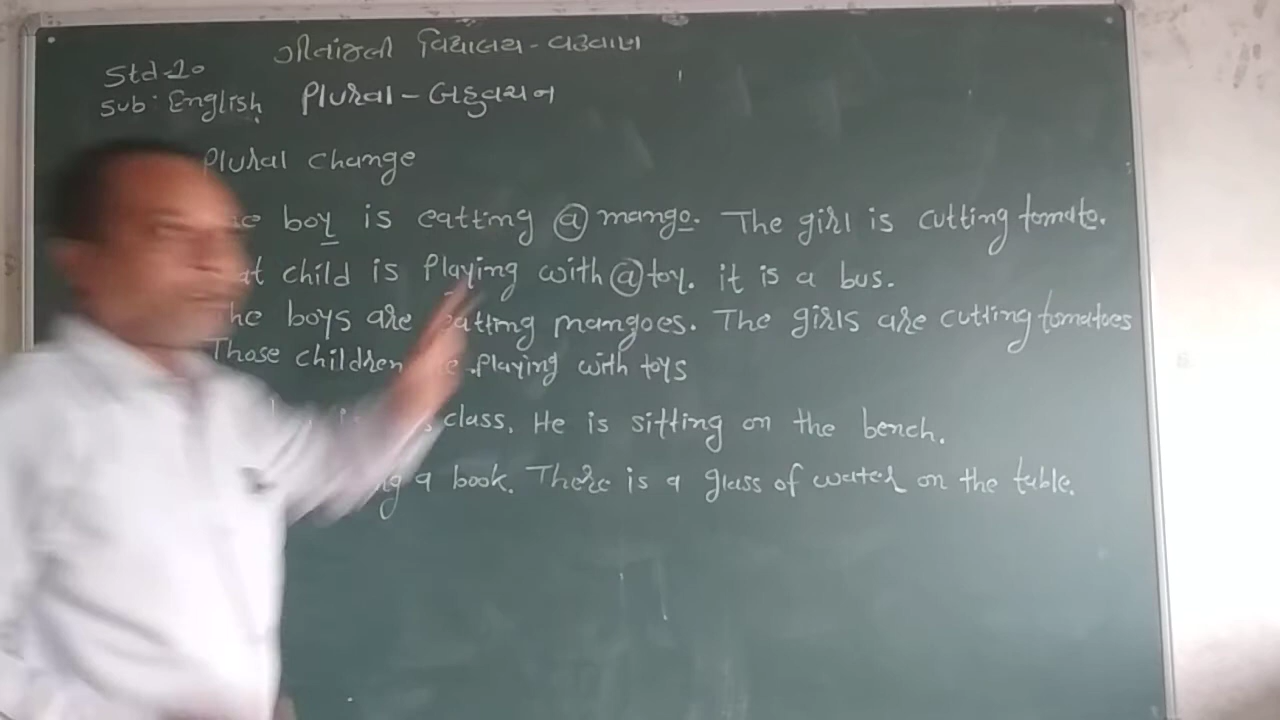 ગીતાંજલી વિદ્યાલય - વઢવાણ
Std-10
Sub: English Plural - બહુવચન
Plural Change
boy is eatting @ mango. The girl is cutting tomato.
child is Playing with @ toy. it is a bus.
boys are eatting mangoes. The girls are cutting tomatoes
Those children Playing with toys
class. He is sitting on the bench.
a book. There is a glass of water on the table.